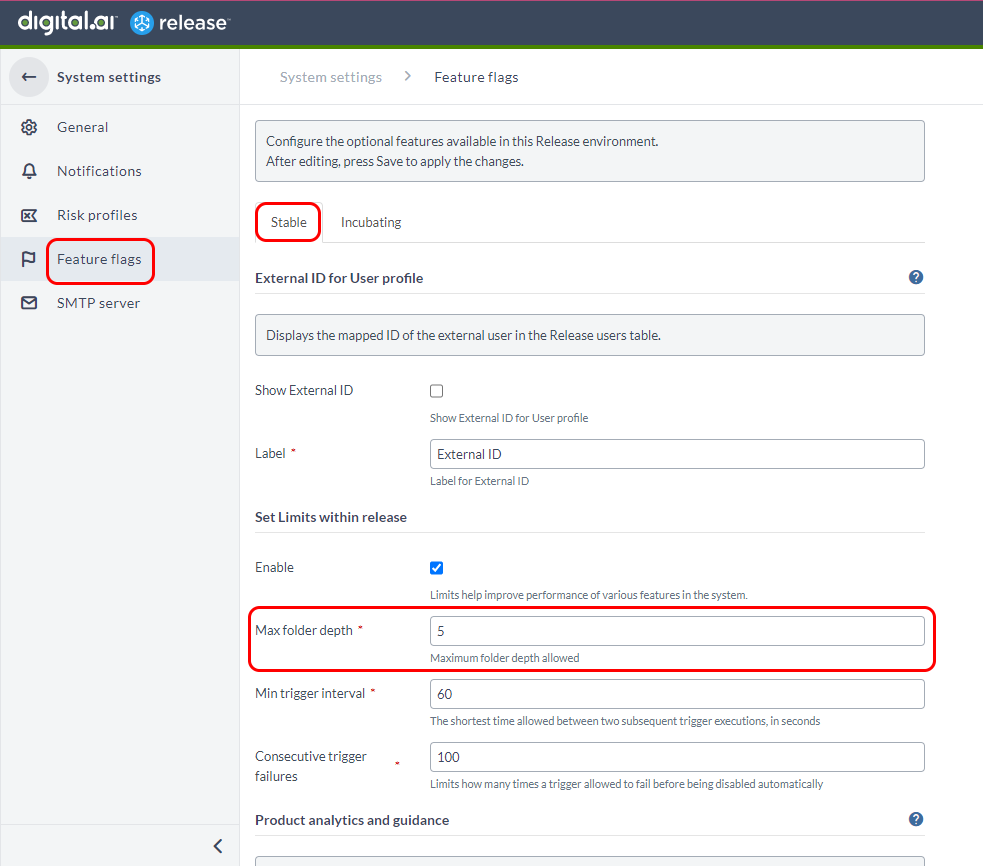 digital.ai release
System settings
General
Notifications
Risk profiles
Feature flags
SMTP server
System settings > Feature flags
Configure the optional features available in this Release environment.
After editing, press Save to apply the changes.
Stable Incubating
External ID for User profile ?
Displays the mapped ID of the external user in the Release users table.
Show External ID
Show External ID for User profile
Label * External ID
Label for External ID
Set Limits within release
Enable
Limits help improve performance of various features in the system.
Max folder depth * 5
Maximum folder depth allowed
Min trigger interval * 60
The shortest time allowed between two subsequent trigger executions, in seconds
Consecutive trigger
failures * 100
Limits how many times a trigger allowed to fail before being disabled automatically
Product analytics and guidance ?